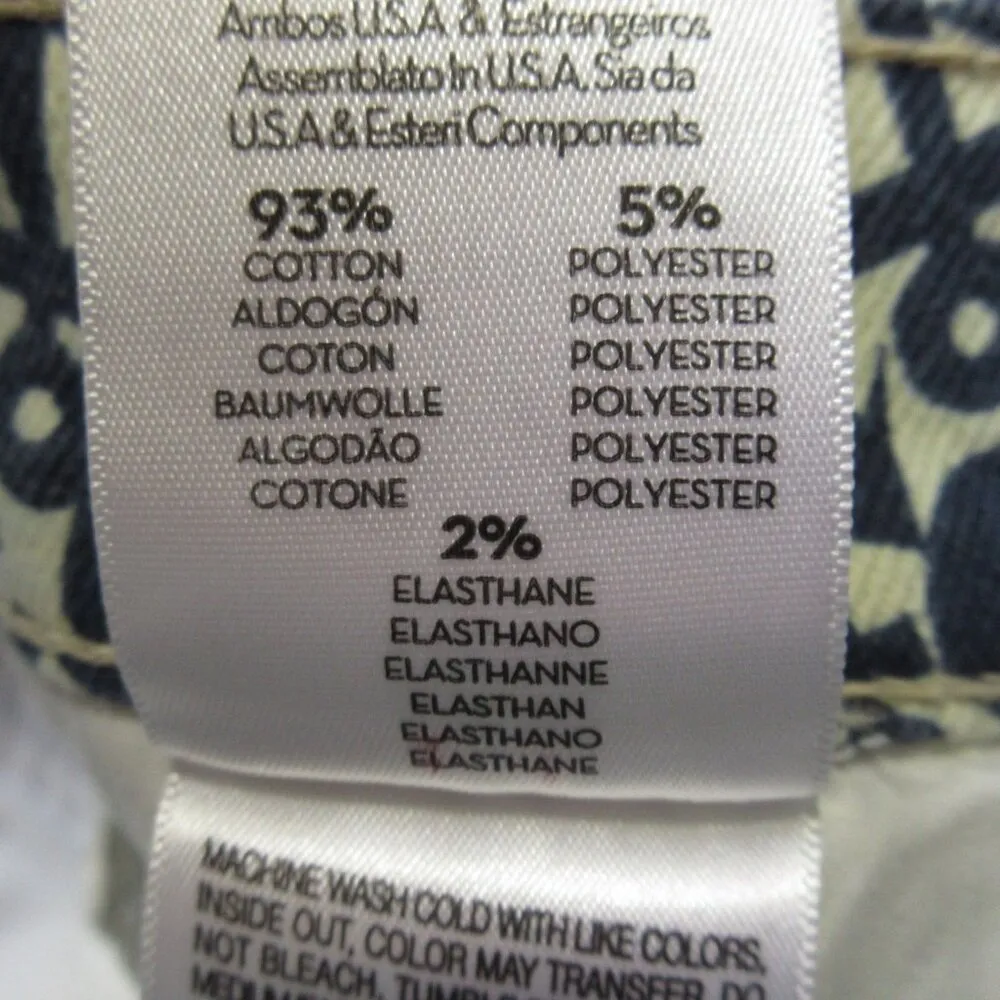 Ambos U.S.A & Estrangeiros
Assemblato In U.S.A. Sia da
U.S.A & Esteri Components
93%
COTTON
ALDOGÓN
COTON
BAUMWOLLE
ALGODÃO
COTONE
5%
POLYESTER
POLYESTER
POLYESTER
POLYESTER
POLYESTER
POLYESTER
2%
ELASTHANE
ELASTHANO
ELASTHANNE
ELASTHAN
ELASTHANO
ELASTHANE
MACHINE WASH COLD WITH LIKE COLORS,
INSIDE OUT, COLOR MAY TRANSFER, DO
NOT BLEACH, TUMBLE
MEDIUM